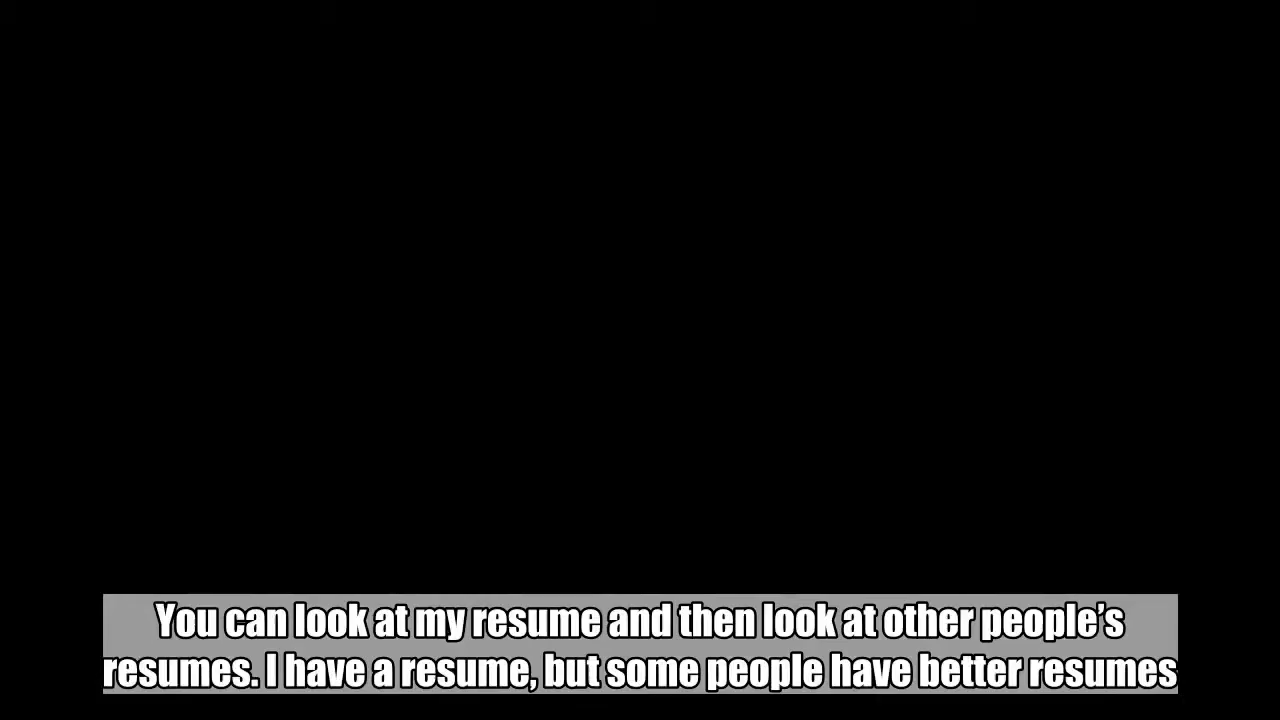 You can look at my resume and then look at other people’s
resumes. I have a resume, but some people have better resumes